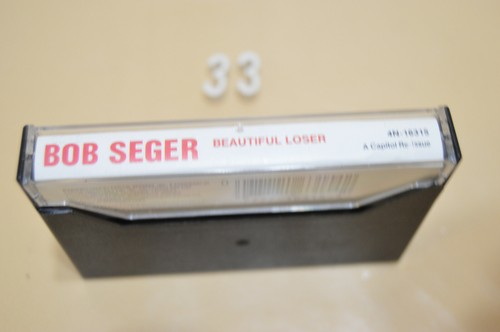 33
BOB SEGER BEAUTIFUL LOSER
4N-16315
A Capitol Re-issue